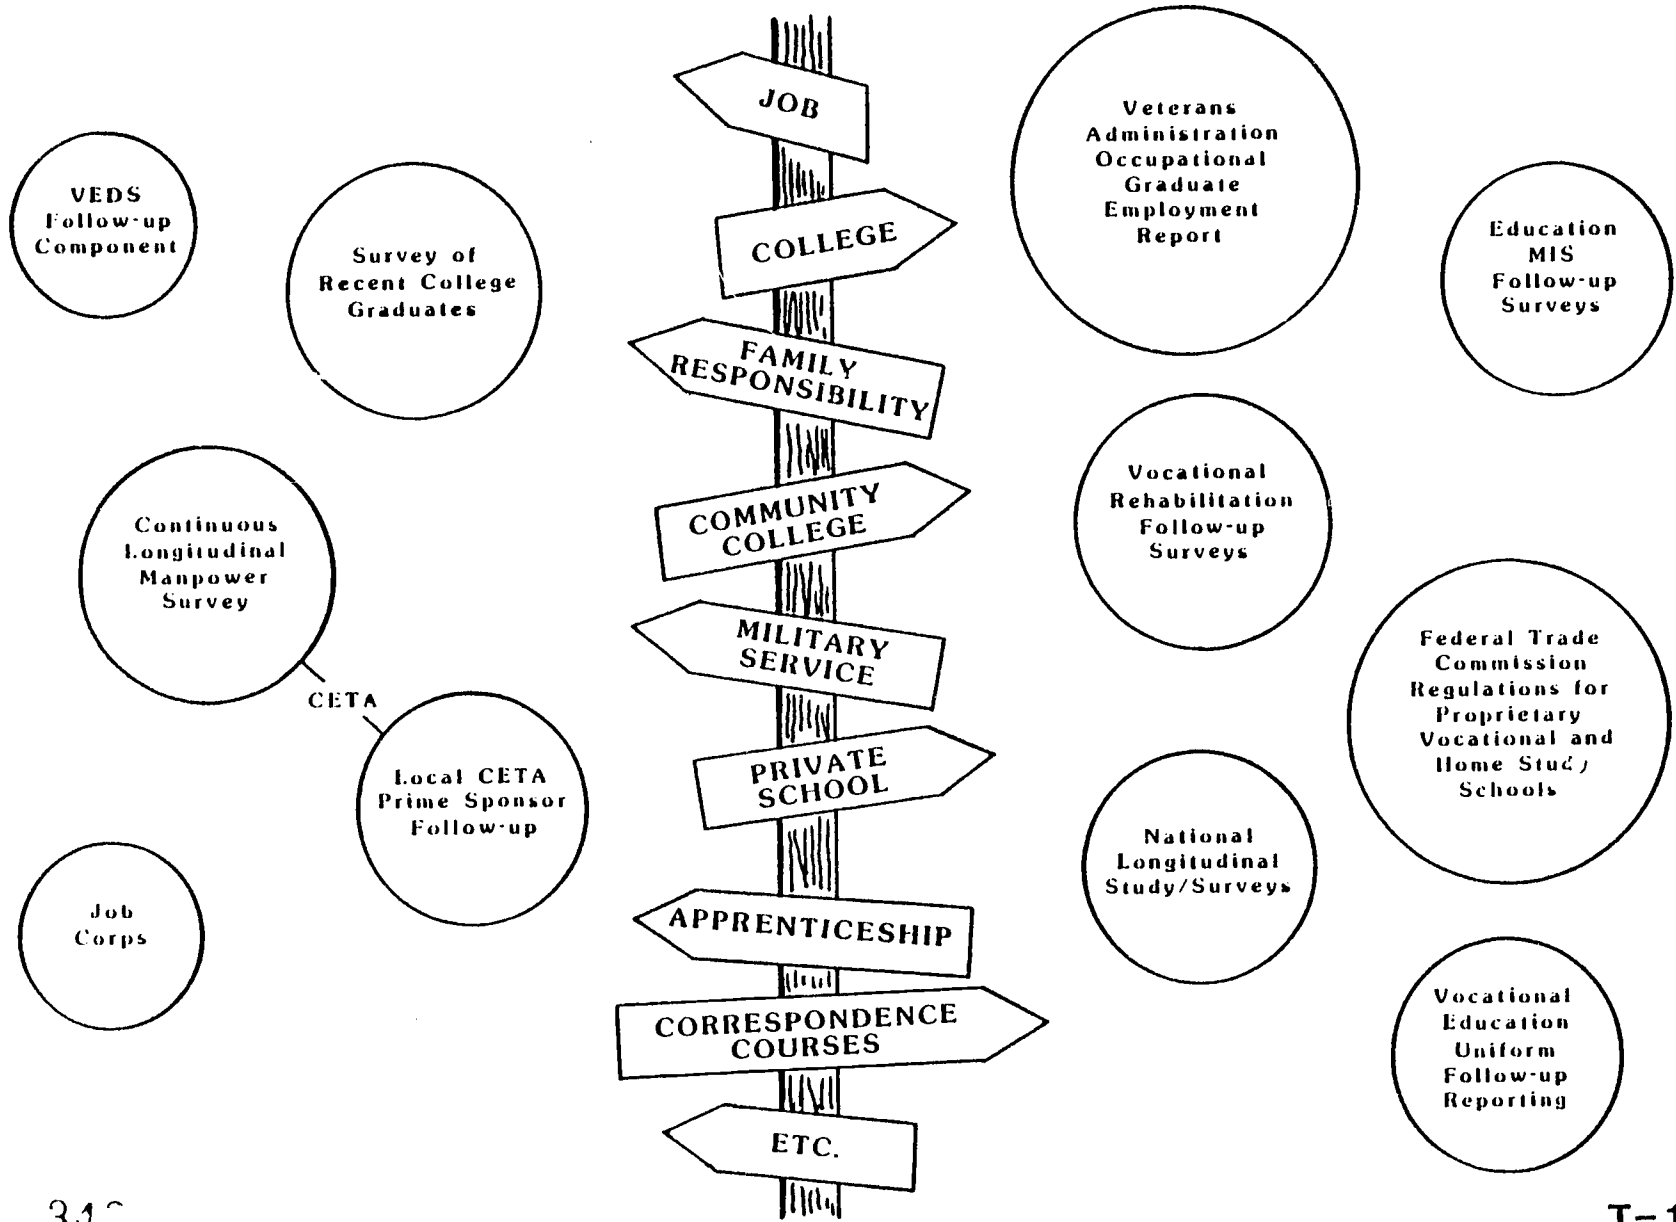 JOB
COLLEGE
FAMILY
RESPONSIBILITY
COMMUNITY
COLLEGE
MILITARY
SERVICE
PRIVATE
SCHOOL
APPRENTICESHIP
CORRESPONDENCE
COURSES
ETC.
VEDS
Follow-up
Component
Survey of
Recent College
Graduates
Continuous
Longitudinal
Manpower
Survey
CETA
Local CETA
Prime Sponsor
Follow-up
Job
Corps
Veterans
Administration
Occupational
Graduate
Employment
Report
Education
MIS
Follow-up
Surveys
Vocational
Rehabilitation
Follow-up
Surveys
Federal Trade
Commission
Regulations for
Proprietary
Vocational and
Home Study
Schools
National
Longitudinal
Study/Surveys
Vocational
Education
Uniform
Follow-up
Reporting